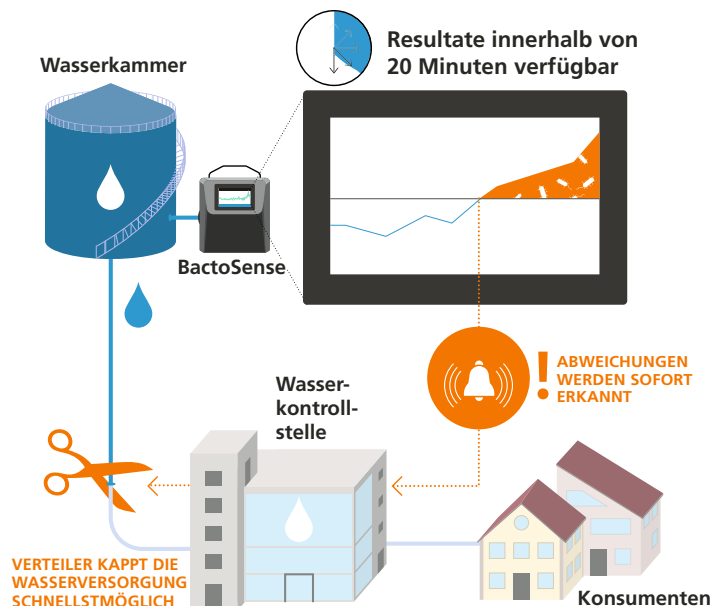 Resultate innerhalb von
20 Minuten verfügbar
Wasserkammer
BactoSense
!
ABWEICHUNGEN
WERDEN SOFORT
ERKANNT
Wasser-
kontroll-
stelle
VERTEILER KAPPT DIE
WASSERVERSORGUNG
SCHNELLSTMÖGLICH
Konsumenten